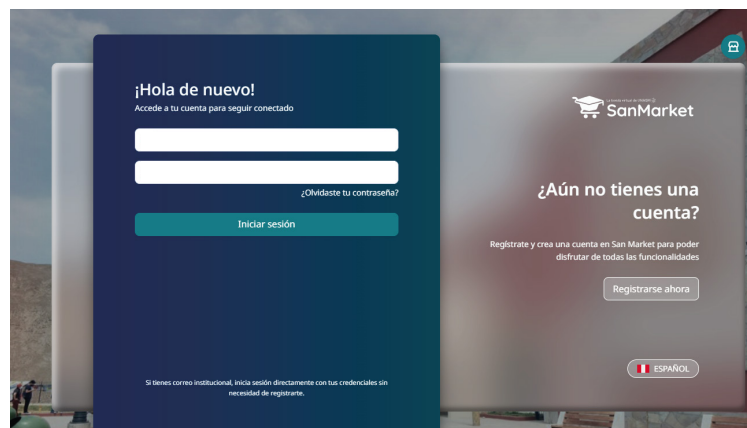 ¡Hola de nuevo!
Accede a tu cuenta para seguir conectado
¿Olvidaste tu contraseña?
Iniciar sesión
Si tienes correo institucional, inicia sesión directamente con tus credenciales sin
necesidad de registrarte.
SanMarket
¿Aún no tienes una
cuenta?
Regístrate y crea una cuenta en San Market para poder
disfrutar de todas las funcionalidades
Registrarse ahora
ESPAÑOL